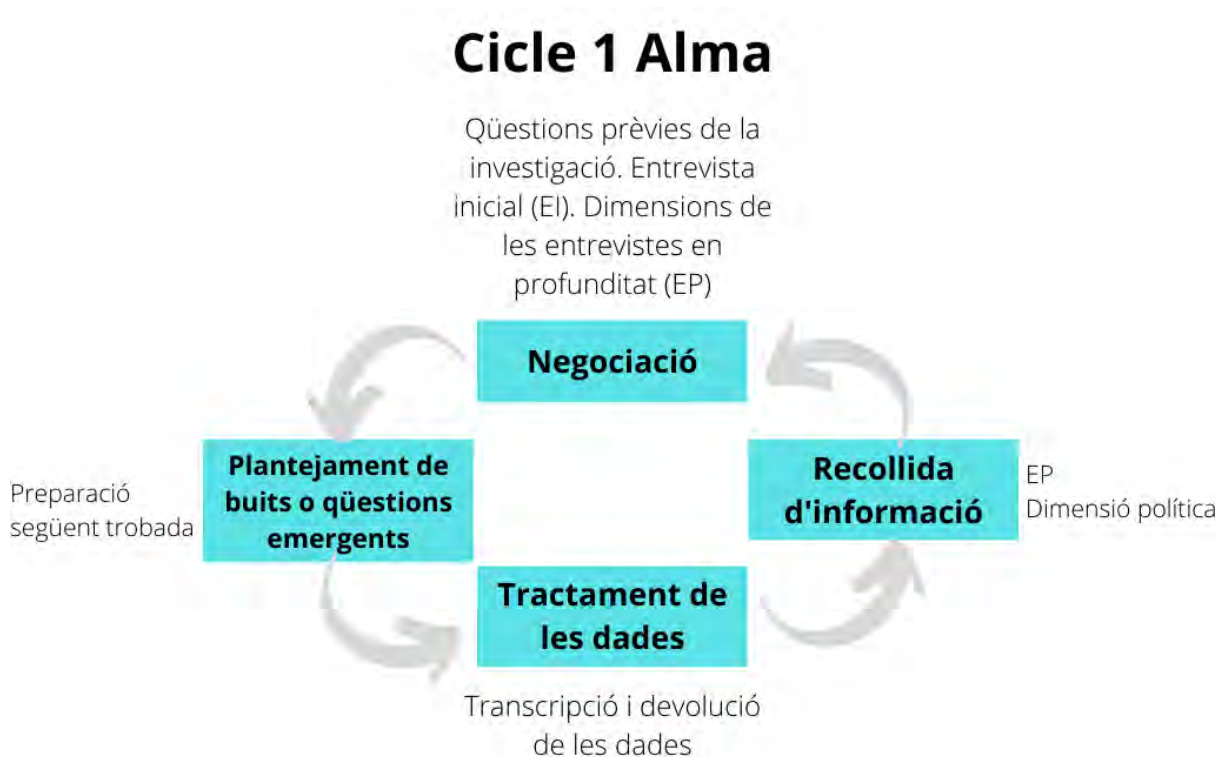 Cicle 1 Alma
Qüestions prèvies de la
investigació. Entrevista
inicial (EI). Dimensions de
les entrevistes en
profunditat (EP)
Negociació
Plantejament de
buits o qüestions
emergents
Preparació
següent trobada
Recollida
d'informació
EP
Dimensió política
Tractament de
les dades
Transcripció i devolució
de les dades